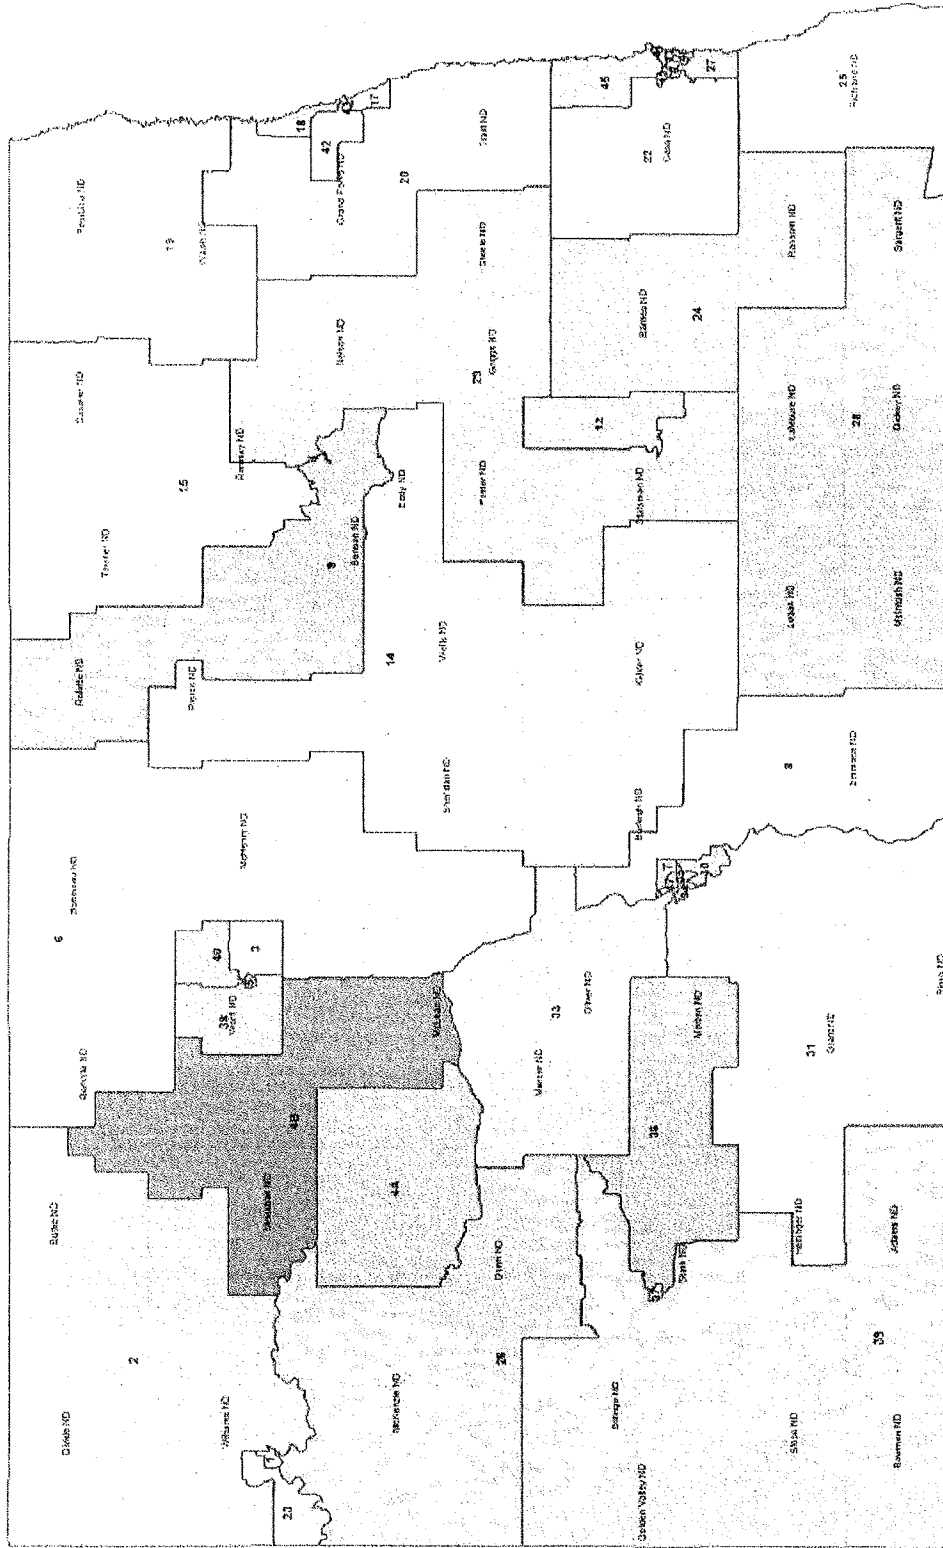 Divide ND
Burke ND
Renville ND
Bottineau ND
Rolette ND
Towner ND
Cavalier ND
Pembina ND
6
2
15
19
Pierce ND
Walsh ND
Williams ND
38
Ward ND
40
5
3
McHenry ND
Ramsey ND
1
23
Mountrail ND
48
9
Benson ND
Nelson ND
Grand Forks ND
42
18
43
17
McKenzie ND
44
14
Eddy ND
20
McLean ND
Sheridan ND
Wells ND
Foster ND
29
Griggs ND
Steele ND
Traill ND
26
Dunn ND
Mercer ND
33
Oliver ND
12
45
Golden Valley ND
Billings ND
37
36
Stark ND
Morton ND
7
Burleigh ND
Kidder ND
Stutsman ND
Barnes ND
24
22
Cass ND
27
Slope ND
Hettinger ND
31
Grant ND
8
Logan ND
LaMoure ND
Ransom ND
25
Richland ND
Bowman ND
39
Adams ND
Sioux ND
Emmons ND
McIntosh ND
28
Dickey ND
Sargent ND